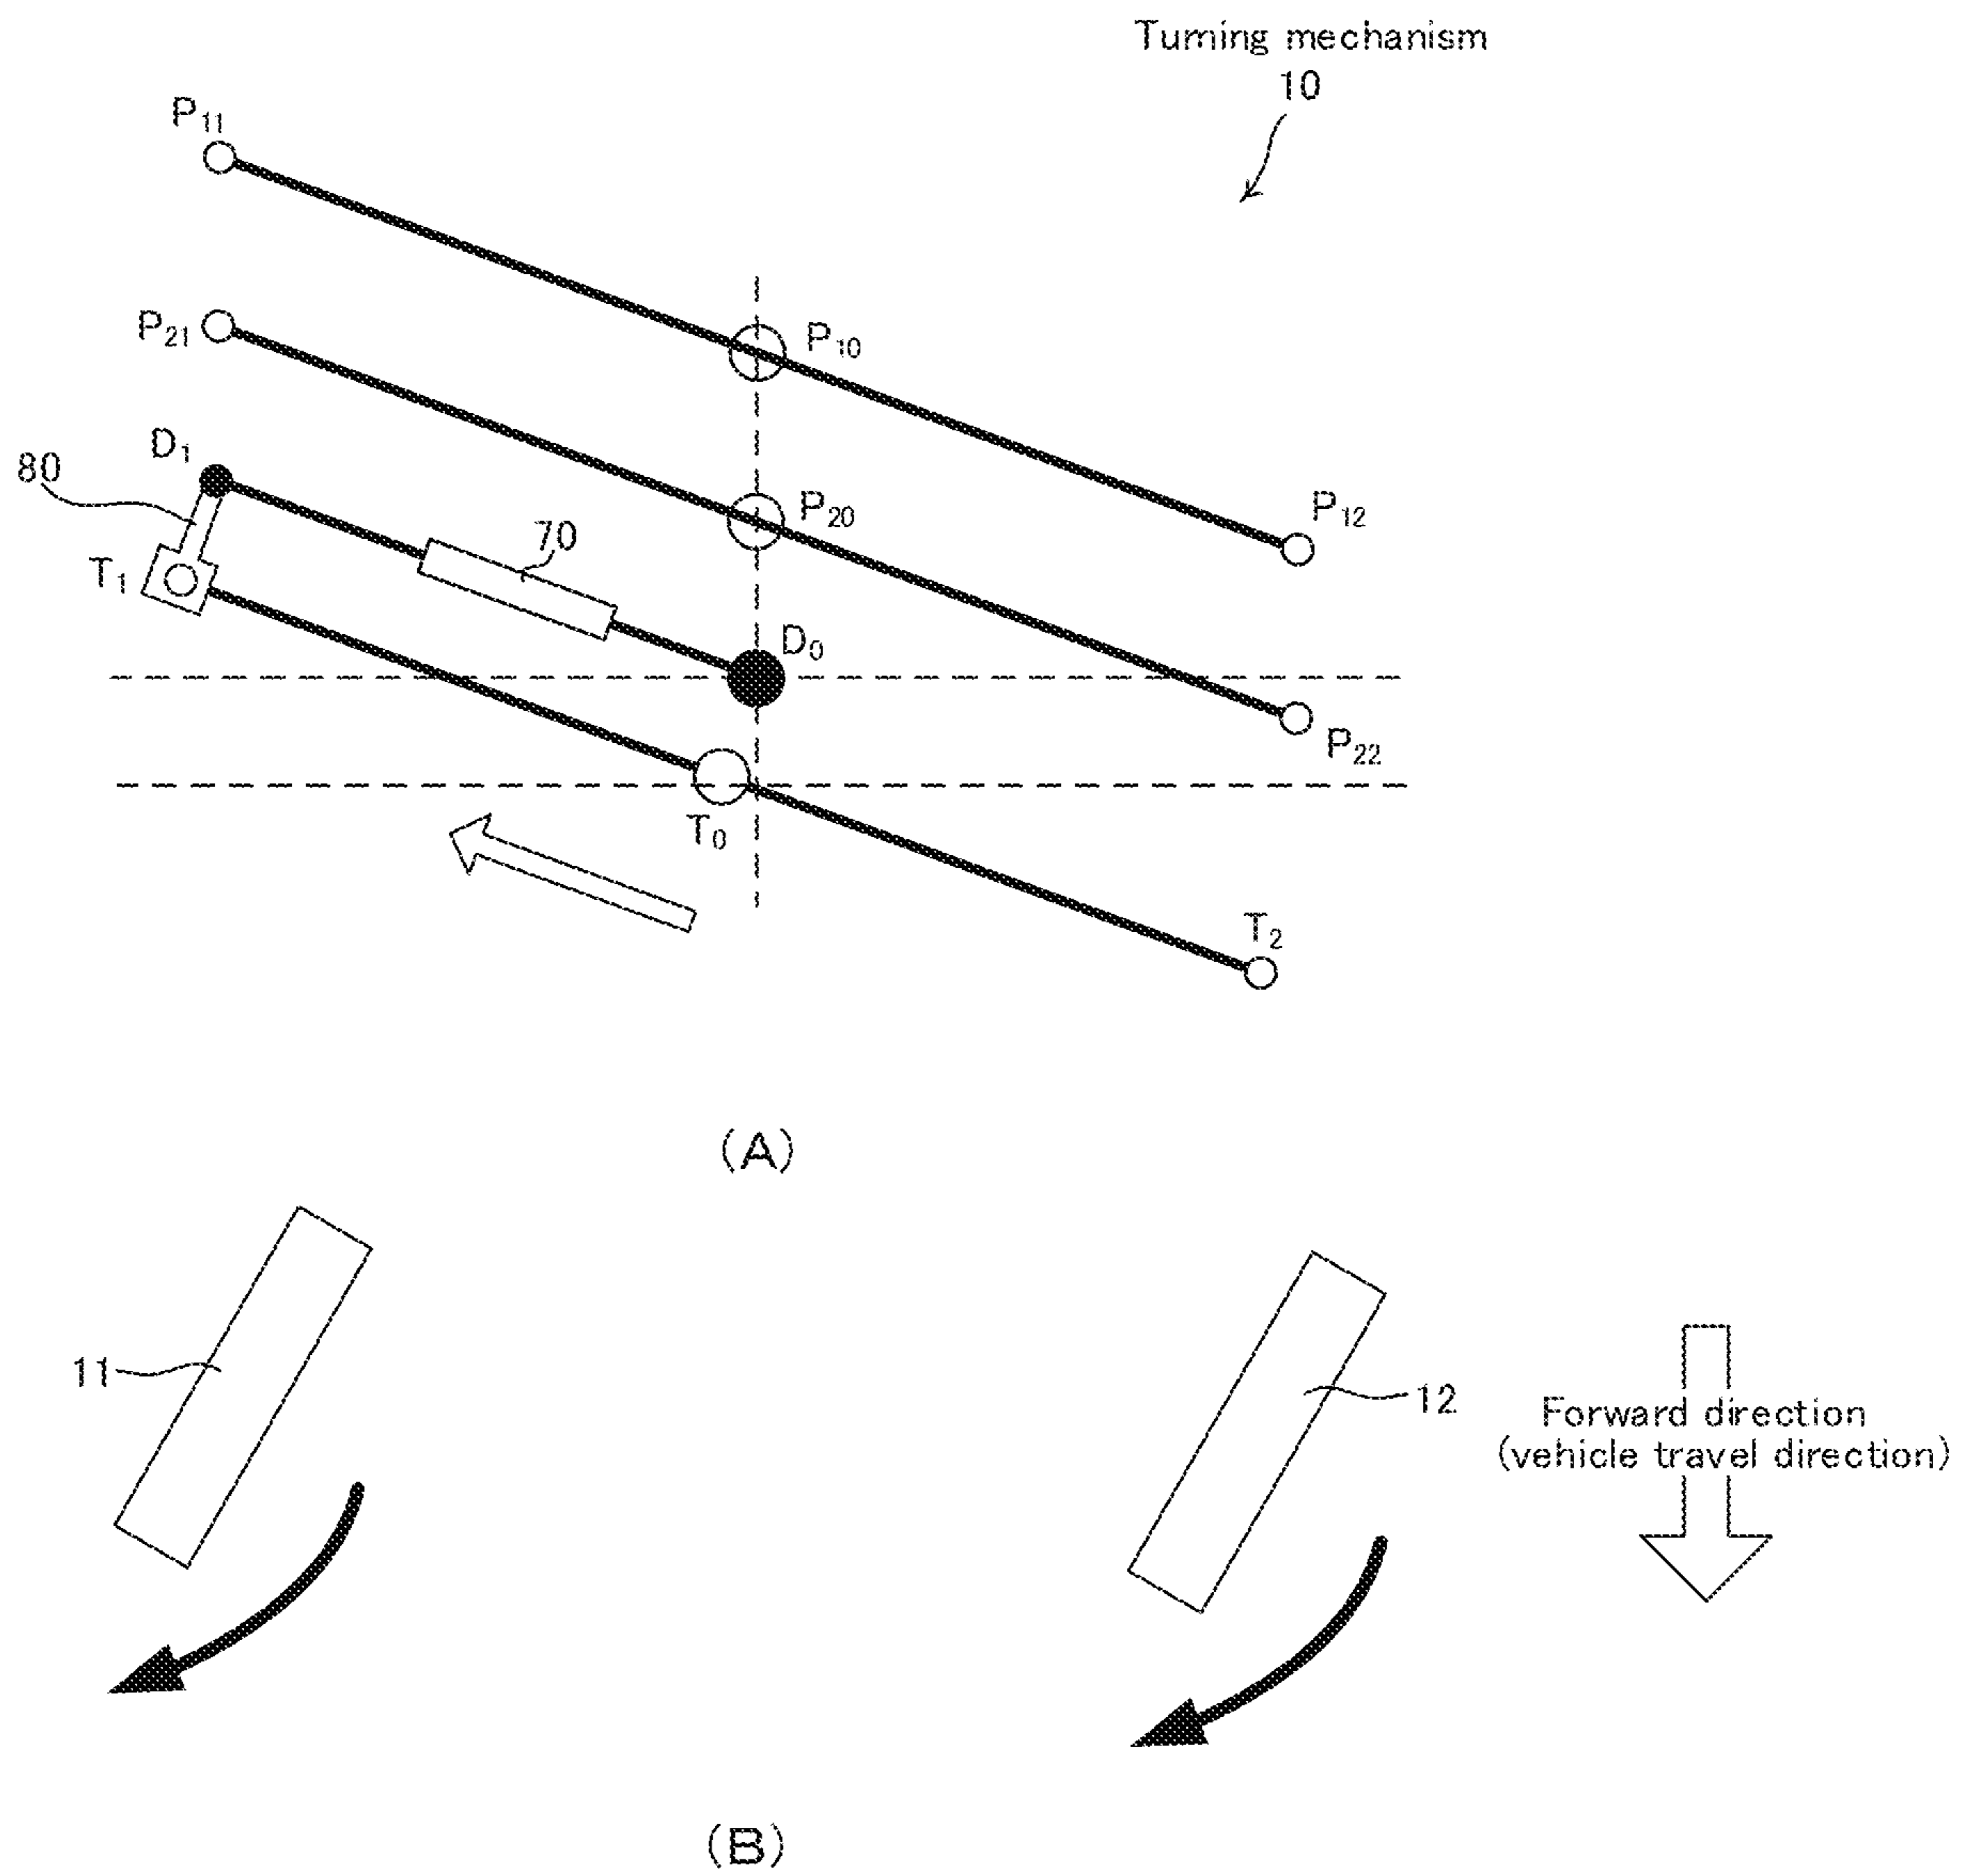 Turning mechanism
10
P₁₁
P₁₀
P₂₁
P₂₀
P₁₂
D₁
80
70
T₁
D₀
P₂₂
T₀
T₂
(A)
11
12
Forward direction
(vehicle travel direction)
(B)